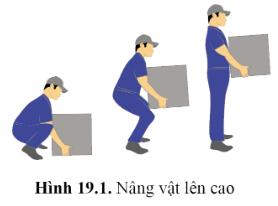 Hình 19.1. Nâng vật lên cao